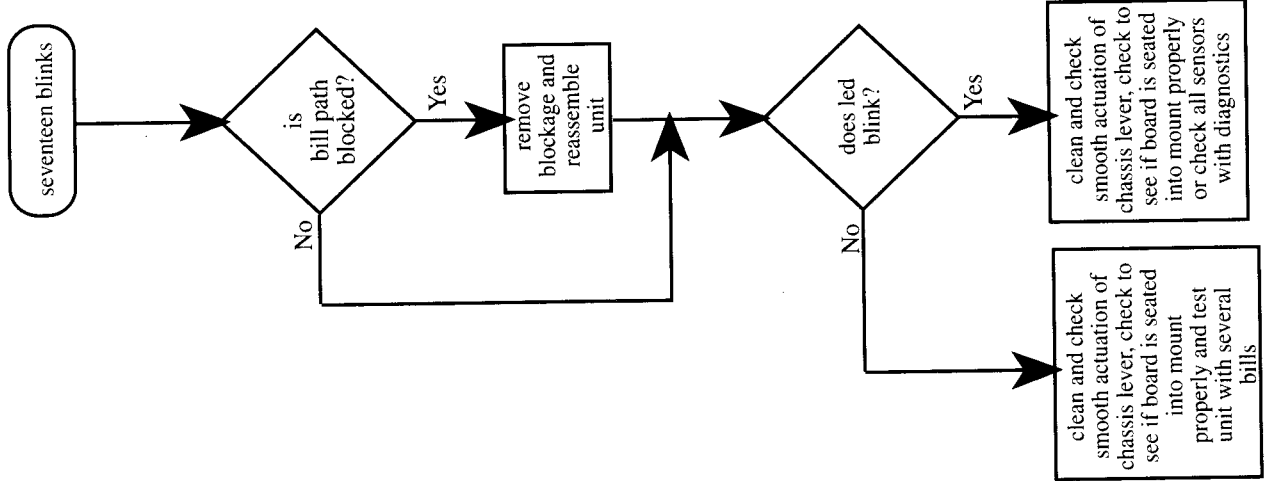 seventeen blinks
is
bill path
blocked?
No
Yes
remove
blockage and
reassemble
unit
does led
blink?
No
Yes
clean and check
smooth actuation of
chassis lever, check to
see if board is seated
into mount
properly and test
unit with several
bills
clean and check
smooth actuation of
chassis lever, check to
see if board is seated
into mount properly
or check all sensors
with diagnostics